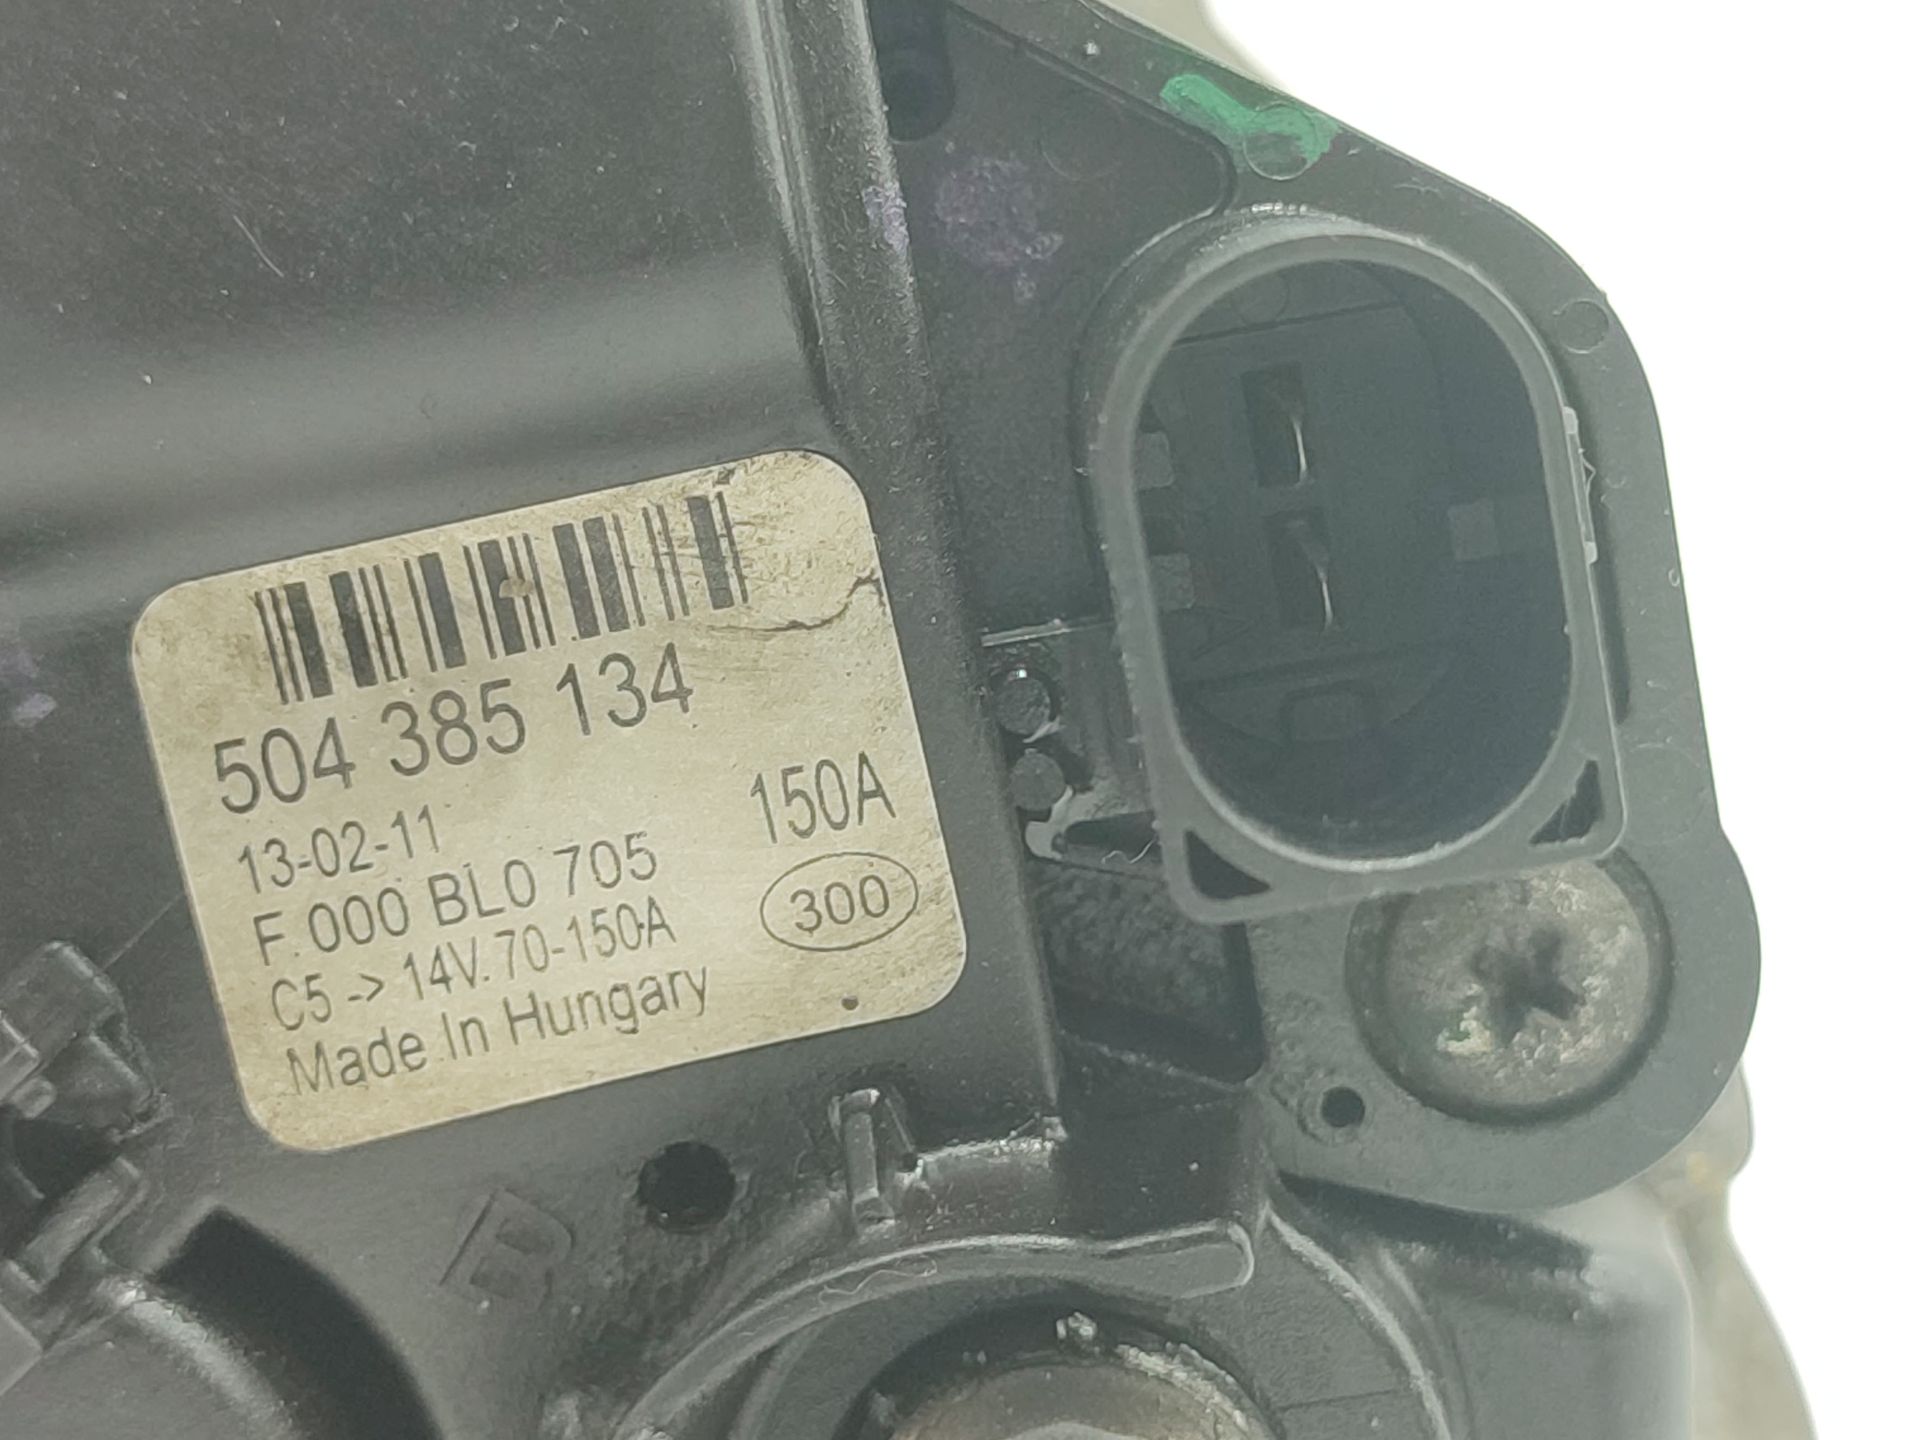 504 385 134
13-02-11
150A
F.000 BL0 705
300
C5 -> 14V.70-150A
Made In Hungary